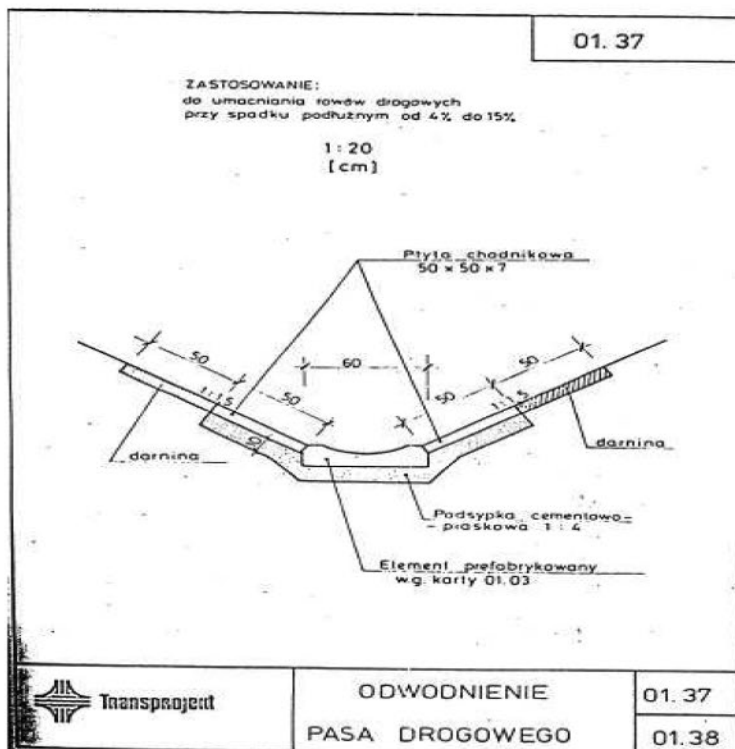 01. 37
ZASTOSOWANIE:
do umacniania rowów drogowych
przy spadku podłużnym od 4% do 15%
1 : 20
[cm]
Płyta chodnikowa
50 x 50 x 7
50
60
50
1:1.5
50
50
1:1.5
10
darnina
darnina
Podsypka cementowo-
- piaskowa 1 : 4
Element prefabrykowany
w.g. karty 01.03
Transprojekt
ODWODNIENIE
PASA DROGOWEGO
01. 37
01.38